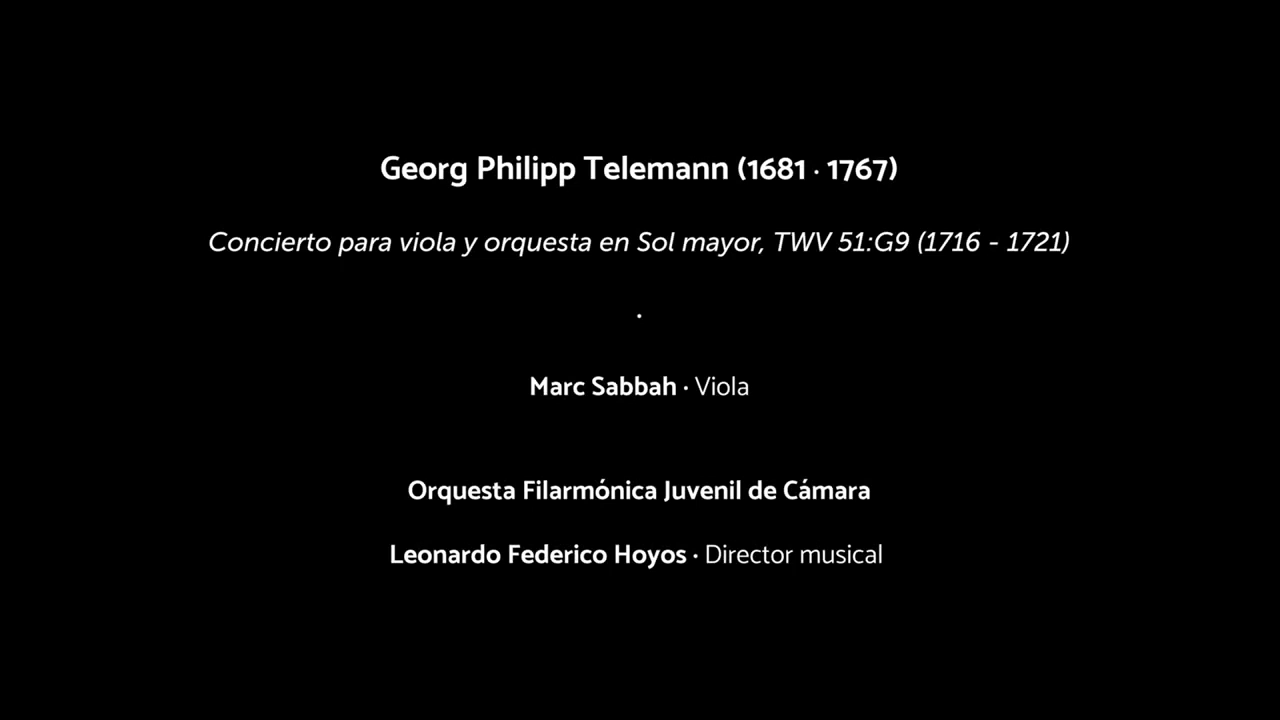 Georg Philipp Telemann (1681 · 1767)
Concierto para viola y orquesta en Sol mayor, TWV 51:G9 (1716 - 1721)
·
Marc Sabbah · Viola
Orquesta Filarmónica Juvenil de Cámara
Leonardo Federico Hoyos · Director musical